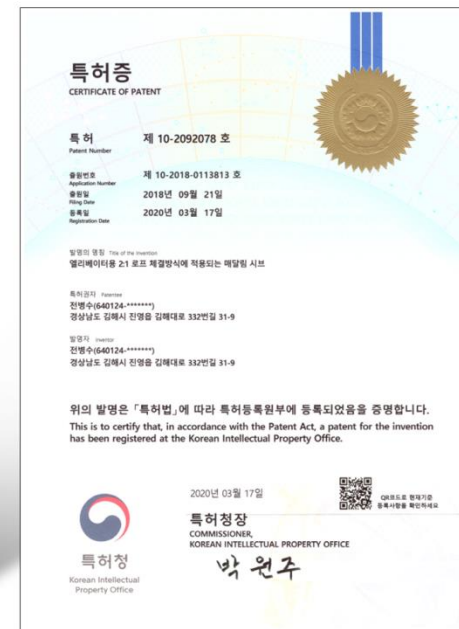 특허증
CERTIFICATE OF PATENT
특 허 제 10-2092078 호
Patent Number
출원번호 제 10-2018-0113813 호
Application Number
출원일 2018년 09월 21일
Filing Date
등록일 2020년 03월 17일
Registration Date
발명의 명칭 Title of the Invention
엘리베이터용 2:1 로프 체결방식에 적용되는 매달림 시브
특허권자 Patentee
전병수(640124-*******)
경상남도 김해시 진영읍 김해대로 332번길 31-9
발명자 Inventor
전병수(640124-*******)
경상남도 김해시 진영읍 김해대로 332번길 31-9
위의 발명은 「특허법」에 따라 특허등록원부에 등록되었음을 증명합니다.
This is to certify that, in accordance with the Patent Act, a patent for the invention
has been registered at the Korean Intellectual Property Office.
2020년 03월 17일
QR코드로 현재기준
등록사항을 확인하세요
특허청장
COMMISSIONER,
KOREAN INTELLECTUAL PROPERTY OFFICE
박 원 주
특허청
Korean Intellectual
Property Office